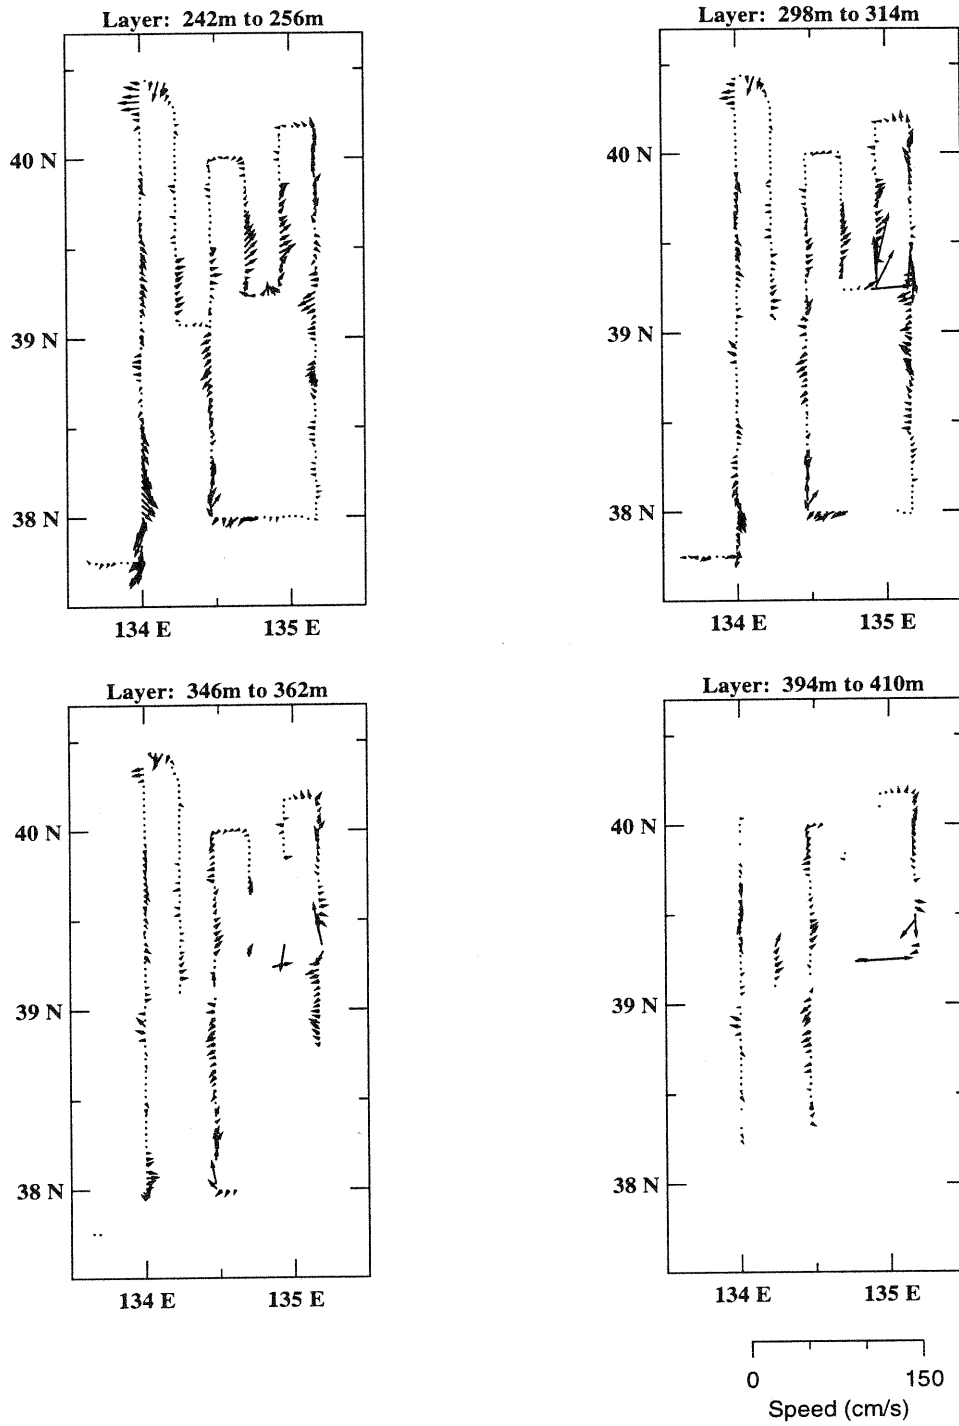 Layer: 242m to 256m
40 N
39 N
38 N
134 E 135 E
Layer: 298m to 314m
40 N
39 N
38 N
134 E 135 E
Layer: 346m to 362m
40 N
39 N
38 N
134 E 135 E
Layer: 394m to 410m
40 N
39 N
38 N
134 E 135 E
0 150
Speed (cm/s)